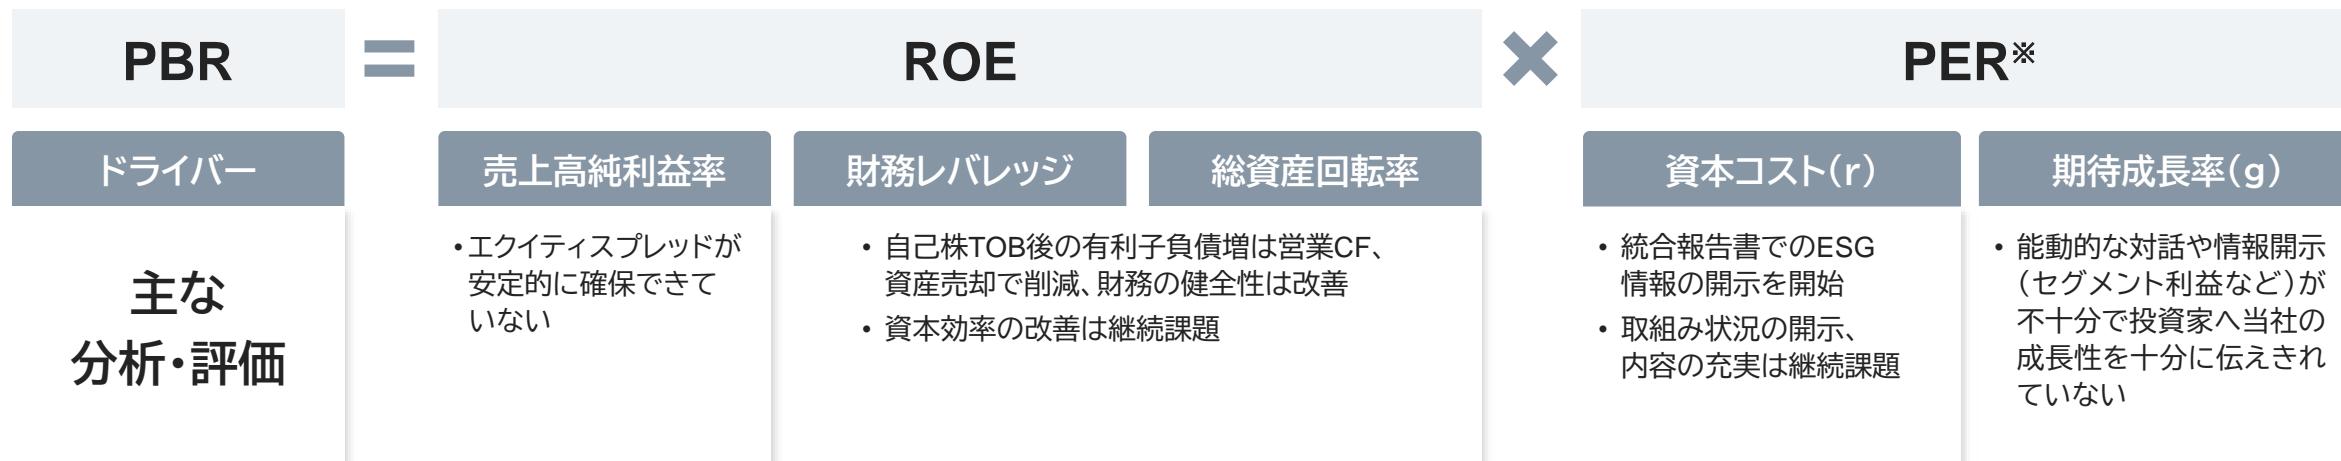 PBR = ROE × PER※
ドライバー
売上高純利益率
財務レバレッジ
総資産回転率
資本コスト(r)
期待成長率(g)
主な
分析・評価
・エクイティスプレッドが
安定的に確保できて
いない
・自己株TOB後の有利子負債増は営業CF、
資産売却で削減、財務の健全性は改善
・資本効率の改善は継続課題
・統合報告書でのESG
情報の開示を開始
・取組み状況の開示、
内容の充実は継続課題
・能動的な対話や情報開示
(セグメント利益など)が
不十分で投資家へ当社の
成長性を十分に伝えきれ
ていない